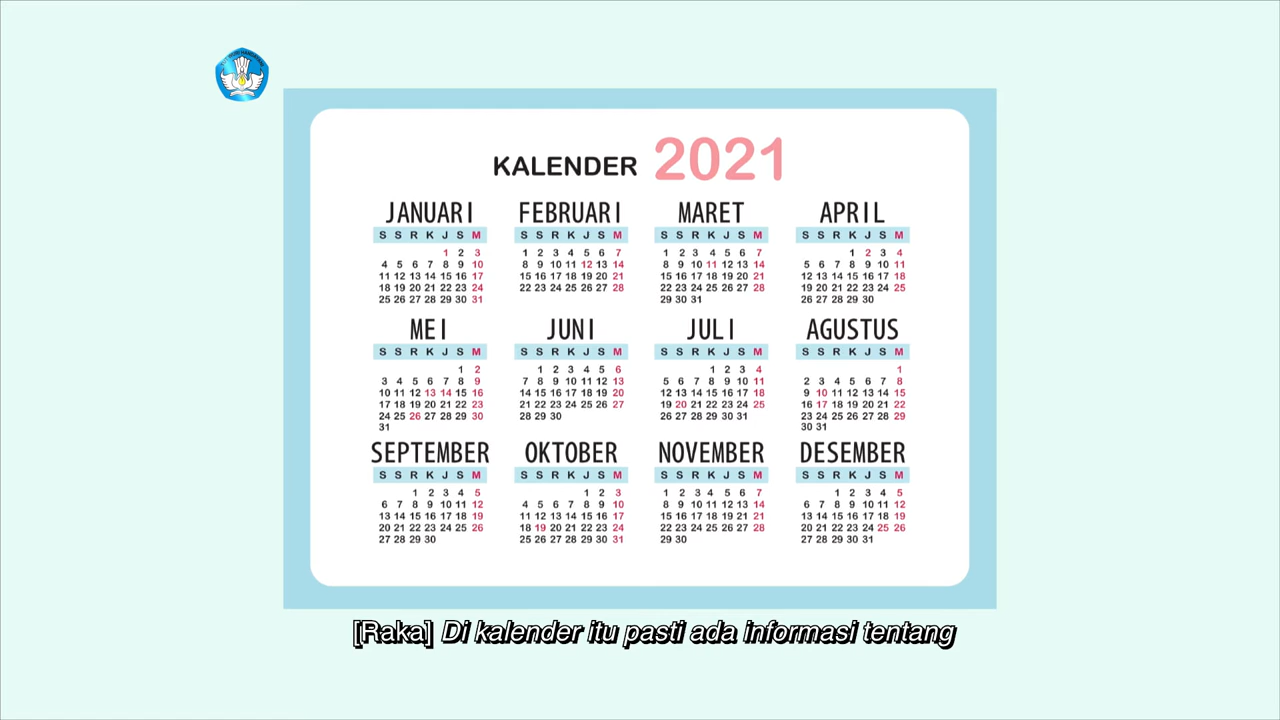 TUT WURI HANDAYANI
KALENDER 2021
JANUARI FEBRUARI MARET APRIL
S S R K J S M S S R K J S M S S R K J S M S S R K J S M
1 2 3 1 2 3 4 5 6 7 1 2 3 4 5 6 7 1 2 3 4
4 5 6 7 8 9 10 8 9 10 11 12 13 14 8 9 10 11 12 13 14 5 6 7 8 9 10 11
11 12 13 14 15 16 17 15 16 17 18 19 20 21 15 16 17 18 19 20 21 12 13 14 15 16 17 18
18 19 20 21 22 23 24 22 23 24 25 26 27 28 22 23 24 25 26 27 28 19 20 21 22 23 24 25
25 26 27 28 29 30 31 29 30 31 26 27 28 29 30
MEI JUNI JULI AGUSTUS
S S R K J S M S S R K J S M S S R K J S M S S R K J S M
1 2 1 2 3 4 5 6 1 2 3 4 1
3 4 5 6 7 8 9 7 8 9 10 11 12 13 5 6 7 8 9 10 11 2 3 4 5 6 7 8
10 11 12 13 14 15 16 14 15 16 17 18 19 20 12 13 14 15 16 17 18 9 10 11 12 13 14 15
17 18 19 20 21 22 23 21 22 23 24 25 26 27 19 20 21 22 23 24 25 16 17 18 19 20 21 22
24 25 26 27 28 29 30 28 29 30 26 27 28 29 30 31 23 24 25 26 27 28 29
31 30 31
SEPTEMBER OKTOBER NOVEMBER DESEMBER
S S R K J S M S S R K J S M S S R K J S M S S R K J S M
1 2 3 4 5 1 2 3 1 2 3 4 5 6 7 1 2 3 4 5
6 7 8 9 10 11 12 4 5 6 7 8 9 10 8 9 10 11 12 13 14 6 7 8 9 10 11 12
13 14 15 16 17 18 19 11 12 13 14 15 16 17 15 16 17 18 19 20 21 13 14 15 16 17 18 19
20 21 22 23 24 25 26 18 19 20 21 22 23 24 22 23 24 25 26 27 28 20 21 22 23 24 25 26
27 28 29 30 25 26 27 28 29 30 31 29 30 27 28 29 30 31
[Raka] Di kalender itu pasti ada informasi tentang